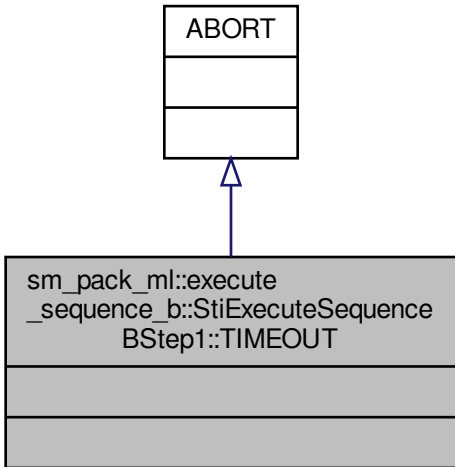 ABORT
sm_pack_ml::execute
_sequence_b::StiExecuteSequence
BStep1::TIMEOUT